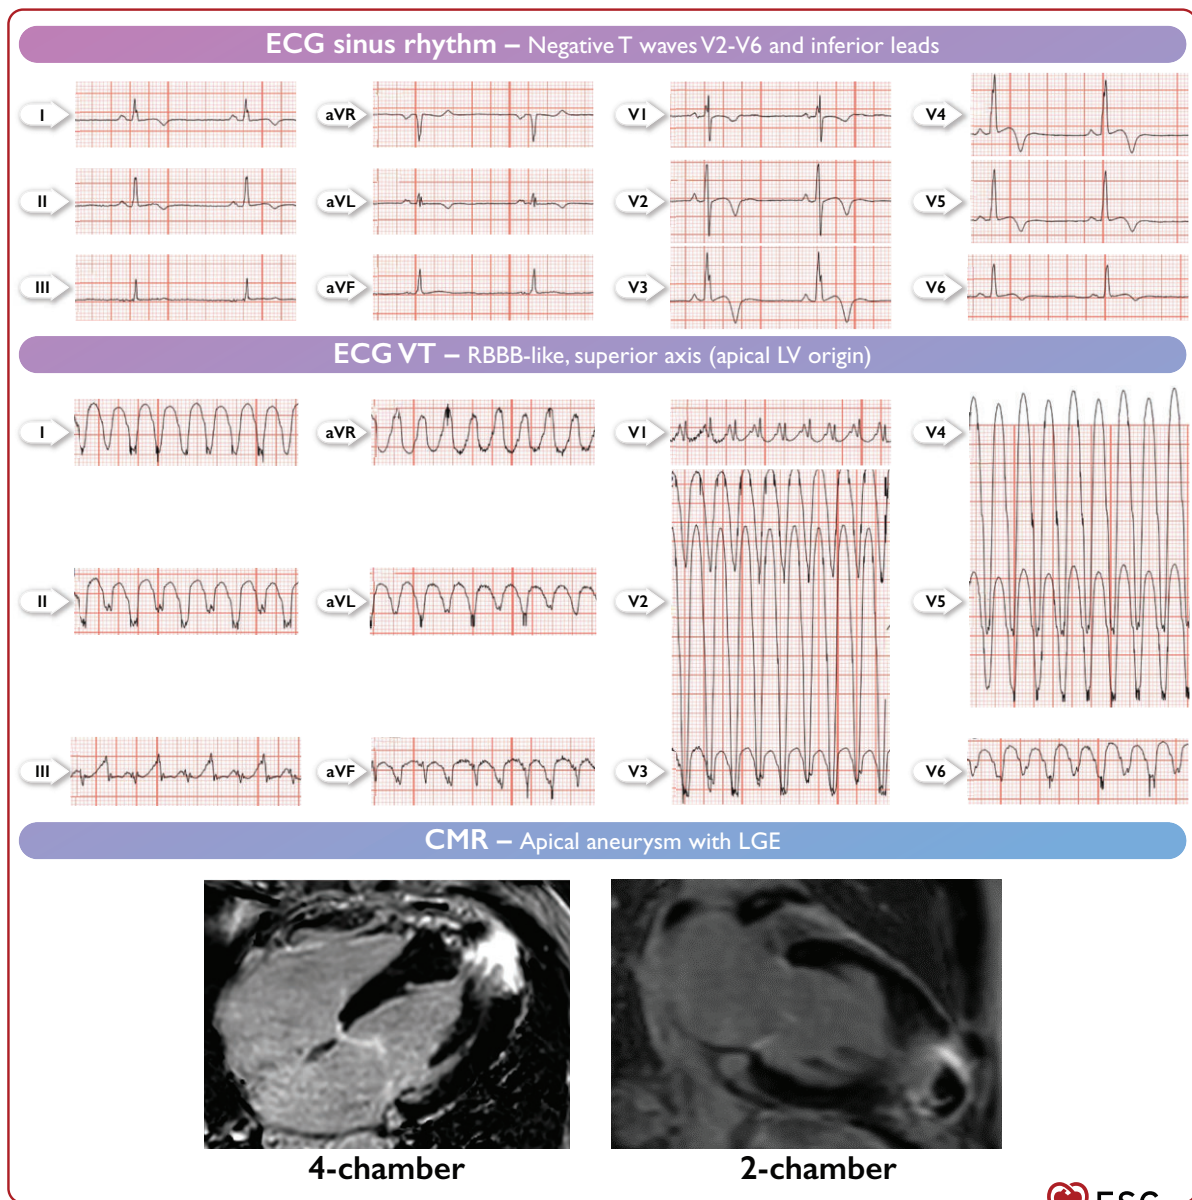 ECG sinus rhythm – Negative T waves V2-V6 and inferior leads
I aVR V1 V4
II aVL V2 V5
III aVF V3 V6
ECG VT – RBBB-like, superior axis (apical LV origin)
I aVR V1 V4
II aVL V2 V5
III aVF V3 V6
CMR – Apical aneurysm with LGE
4-chamber 2-chamber
ESC